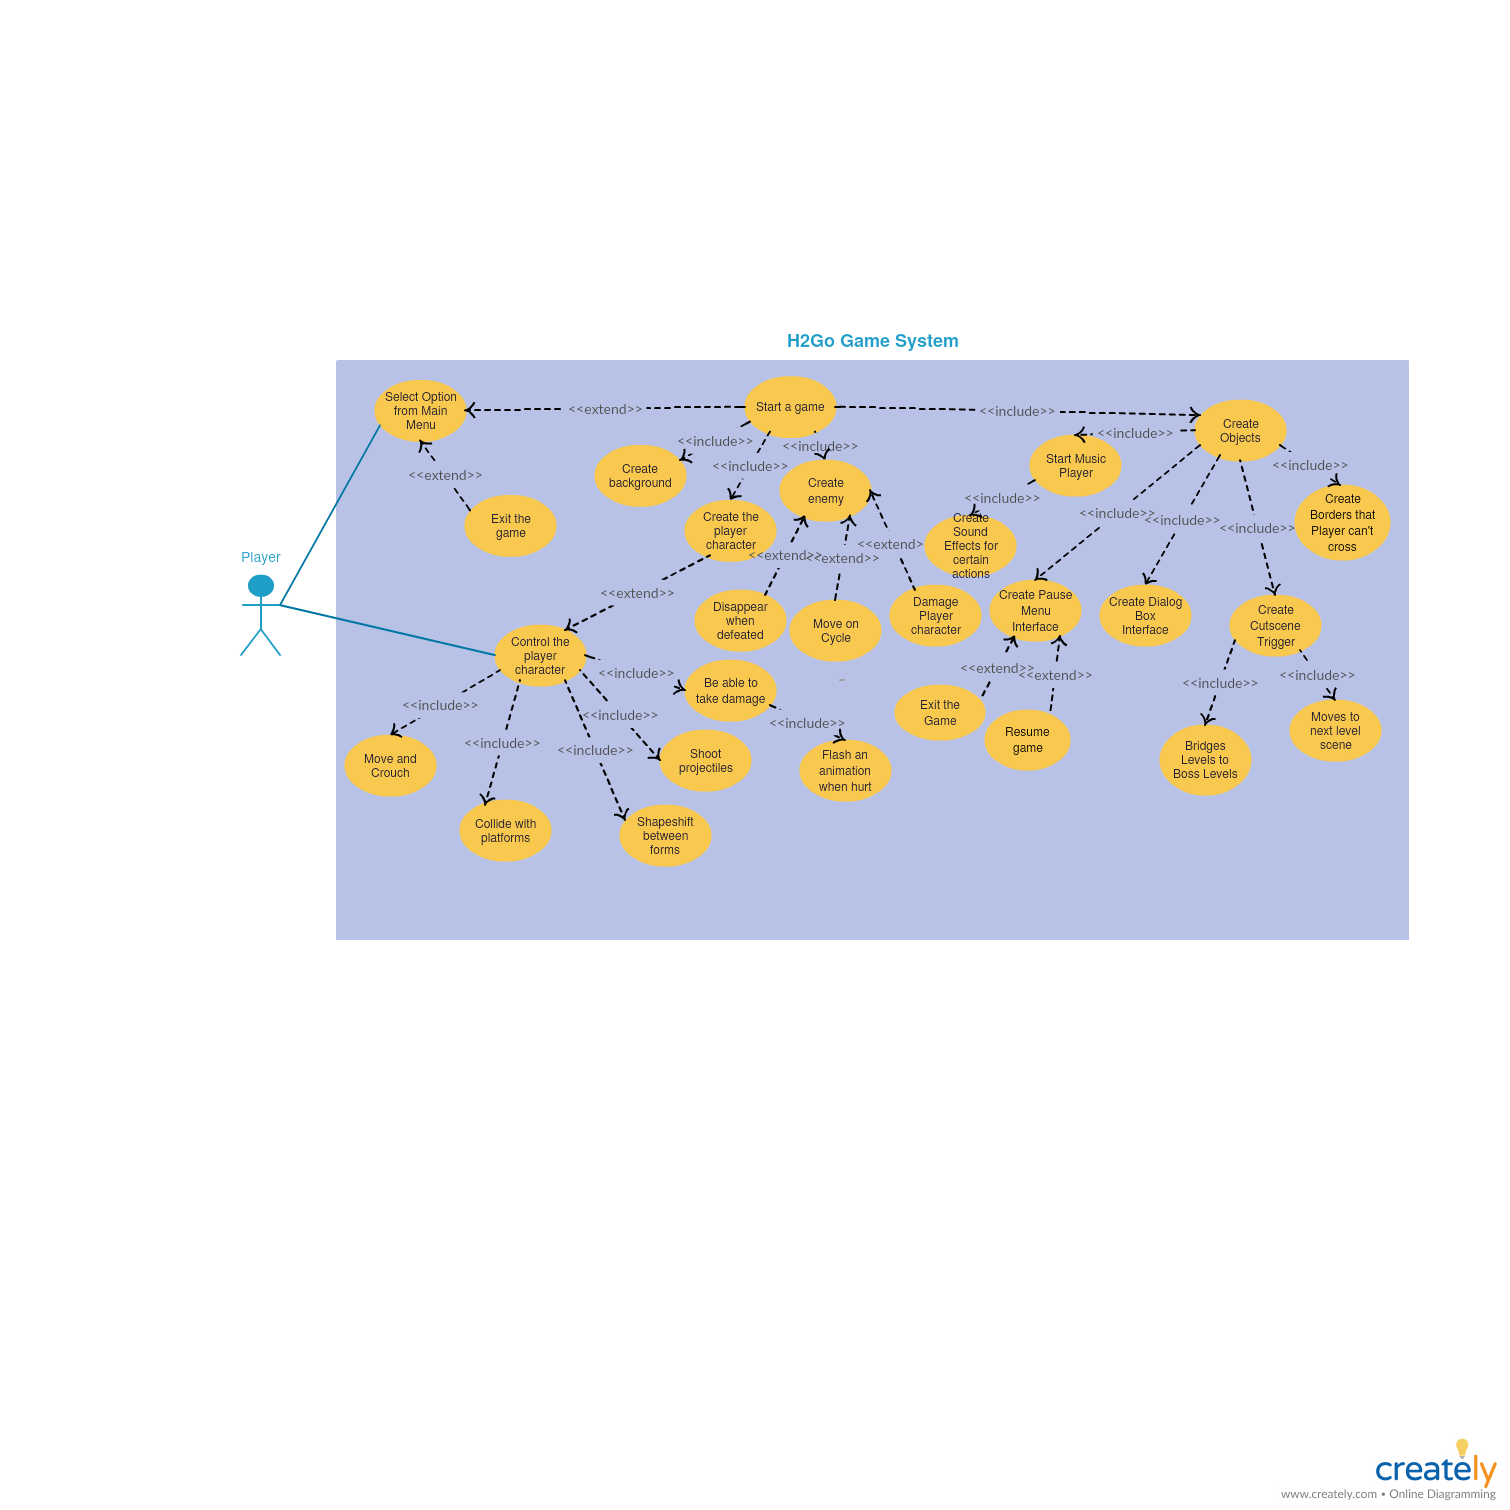 H2Go Game System
Player
Select Option
from Main
Menu
<<extend>>
Start a game
<<include>>
Create
Objects
<<extend>>
Exit the
game
<<include>>
Create
background
<<include>>
Create the
player
character
<<include>>
Create
enemy
<<include>>
Start Music
Player
<<include>>
Create
Sound
Effects for
certain
actions
<<include>>
Create
Borders that
Player can't
cross
<<include>>
<<include>>
<<include>>
<<extend>>
<<extend>>
<<extend>>
<<extend>>
Disappear
when
defeated
Move on
Cycle
Damage
Player
character
Create Pause
Menu
Interface
Create Dialog
Box
Interface
Create
Cutscene
Trigger
Control the
player
character
<<include>>
Be able to
take damage
<<include>>
Flash an
animation
when hurt
<<extend>>
<<extend>>
Exit the
Game
Resume
game
<<include>>
<<include>>
Bridges
Levels to
Boss Levels
Moves to
next level
scene
<<include>>
<<include>>
<<include>>
<<include>>
Move and
Crouch
Shoot
projectiles
Collide with
platforms
Shapeshift
between
forms
creately
www.creately.com • Online Diagramming